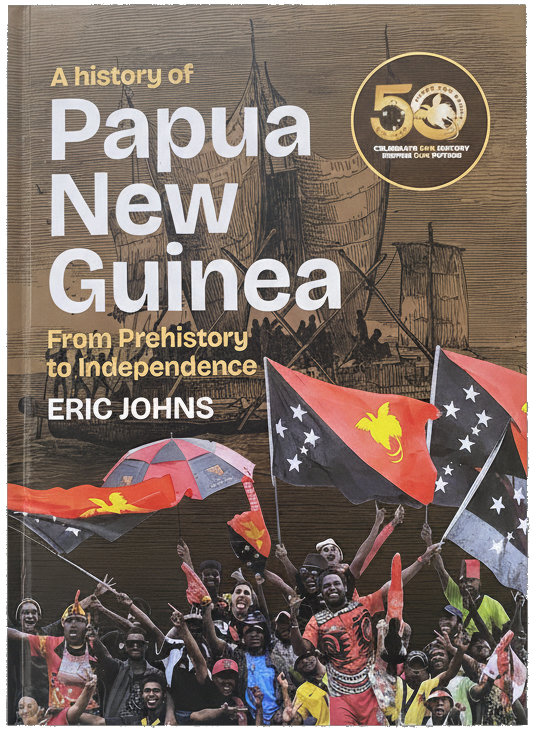 A history of
Papua
New
Guinea
From Prehistory
to Independence
ERIC JOHNS
50